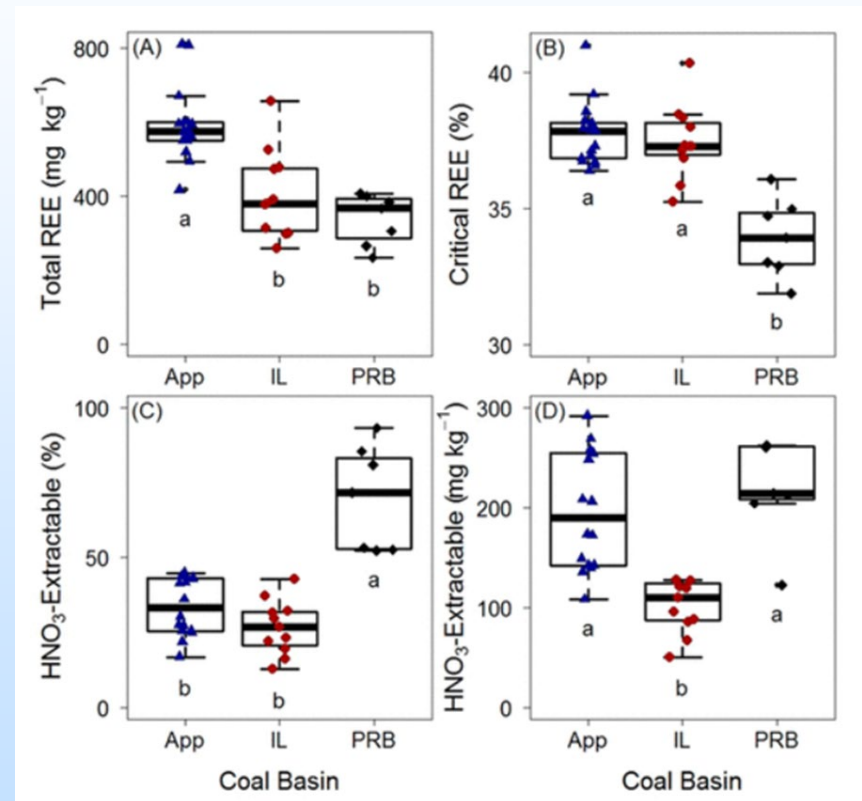 (A)
Total REE (mg kg⁻¹)
800
400
0
a
b
b
App IL PRB
(B)
Critical REE (%)
40
35
30
a
a
b
App IL PRB
(C)
HNO₃-Extractable (%)
100
50
0
b
b
a
App IL PRB
Coal Basin
(D)
HNO₃-Extractable (mg kg⁻¹)
300
200
100
0
a
b
a
App IL PRB
Coal Basin